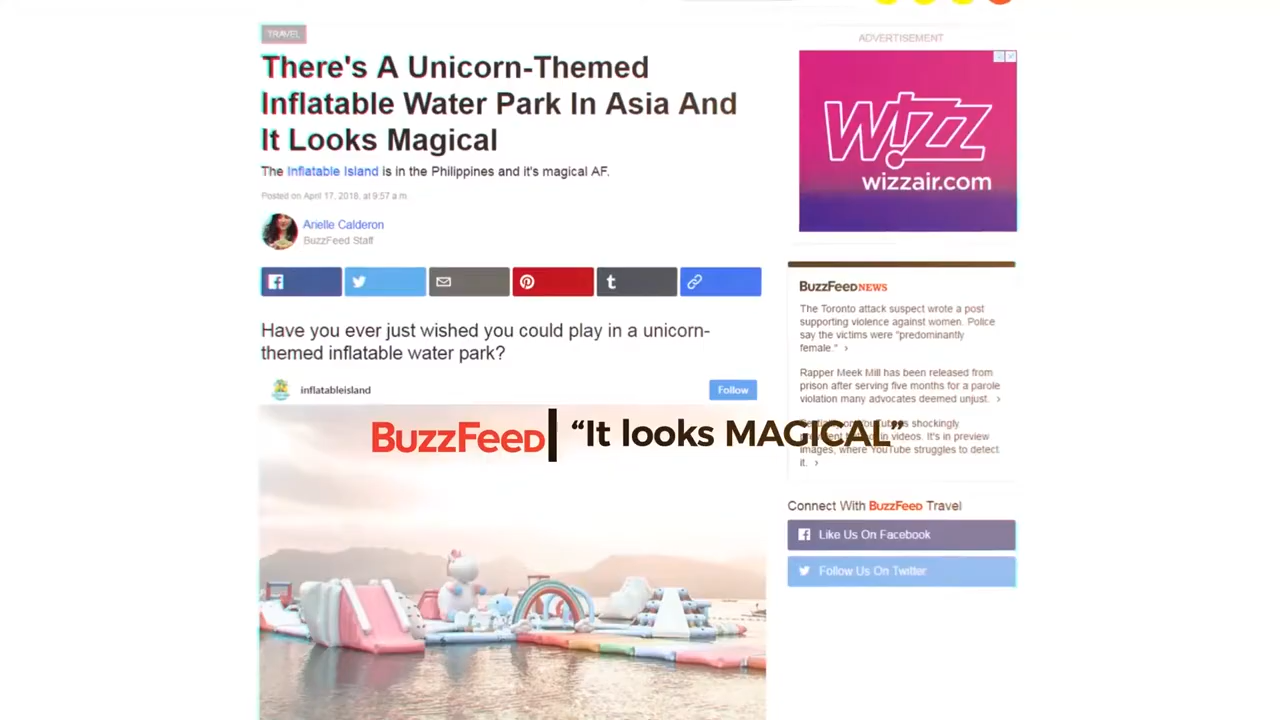 TRAVEL
There's A Unicorn-Themed
Inflatable Water Park In Asia And
It Looks Magical
The Inflatable Island is in the Philippines and it's magical AF.
Posted on April 17, 2018, at 9:57 a.m.
Arielle Calderon
BuzzFeed Staff
Have you ever just wished you could play in a unicorn-
themed inflatable water park?
inflatableisland
Follow
BuzzFeed "It looks MAGICAL"
ADVERTISEMENT
WIZZ
wizzair.com
BuzzFeed NEWS
The Toronto attack suspect wrote a post
supporting violence against women. Police
say the victims were "predominantly
female." ›
Rapper Meek Mill has been released from
prison after serving five months for a parole
violation many advocates deemed unjust. ›
shockingly
in videos. It's in preview
images, where YouTube struggles to detect
it. ›
Connect With BuzzFeed Travel
Like Us On Facebook
Follow Us On Twitter